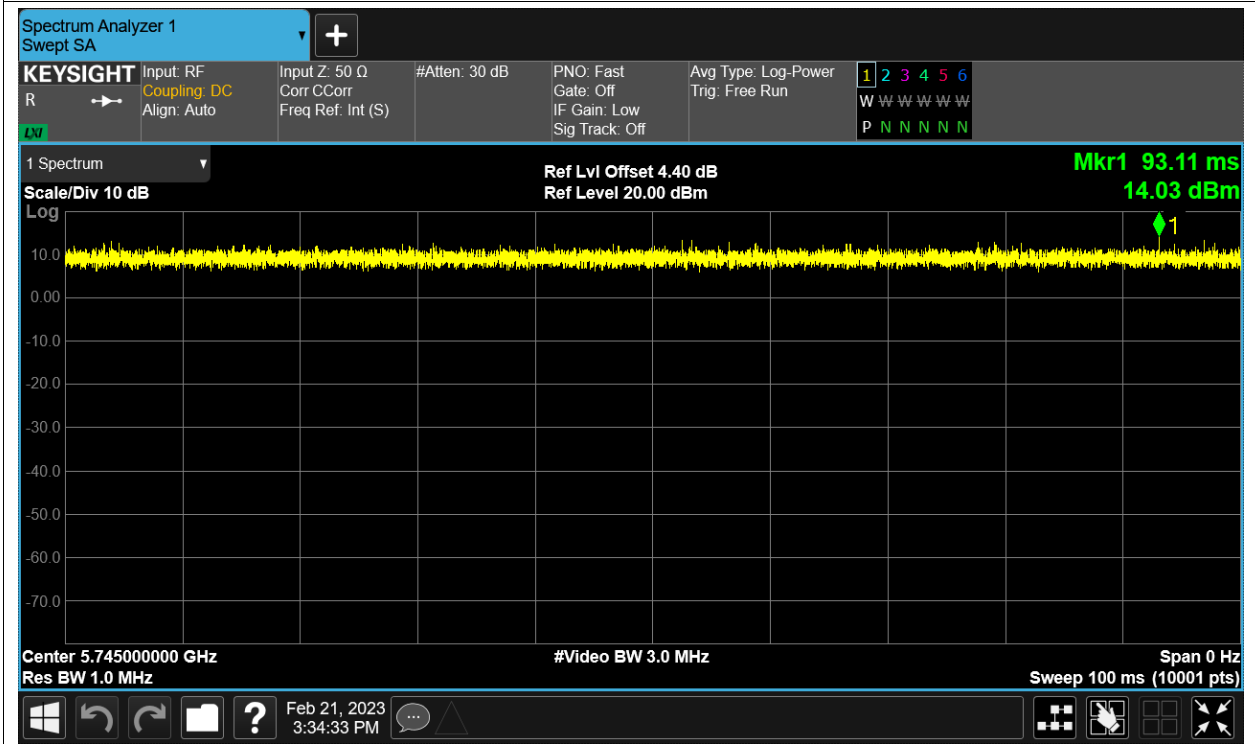 Spectrum Analyzer 1
Swept SA
+
KEYSIGHT
R
LXI
Input: RF
Coupling: DC
Align: Auto
Input Z: 50 Ω
Corr CCorr
Freq Ref: Int (S)
#Atten: 30 dB
PNO: Fast
Gate: Off
IF Gain: Low
Sig Track: Off
Avg Type: Log-Power
Trig: Free Run
1 2 3 4 5 6
W W W W W W
P N N N N N
1 Spectrum
Scale/Div 10 dB
Ref Lvl Offset 4.40 dB
Ref Level 20.00 dBm
Mkr1 93.11 ms
14.03 dBm
Log
1
10.0
0.00
-10.0
-20.0
-30.0
-40.0
-50.0
-60.0
-70.0
Center 5.745000000 GHz
#Video BW 3.0 MHz
Span 0 Hz
Res BW 1.0 MHz
Sweep 100 ms (10001 pts)
?
Feb 21, 2023
3:34:33 PM